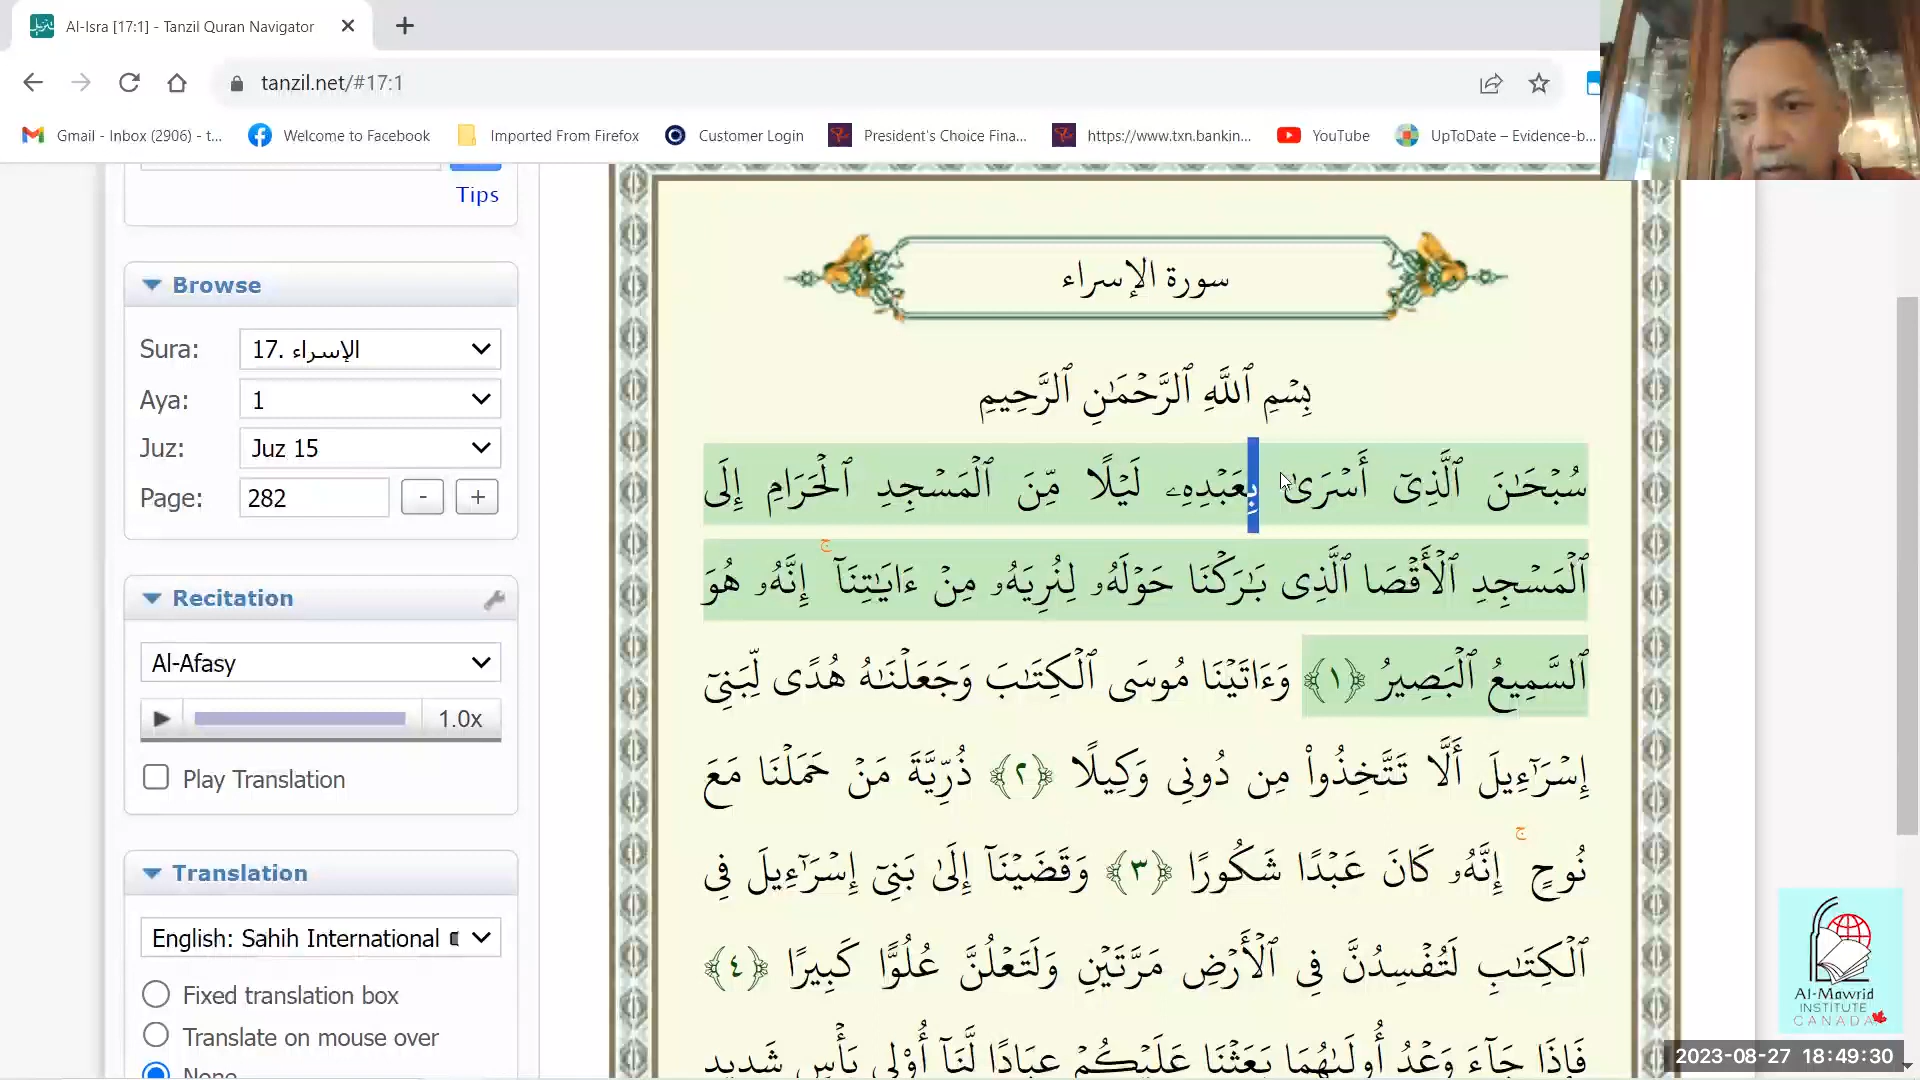 Al-Isra [17:1] - Tanzil Quran Navigator
tanzil.net/#17:1
Gmail - Inbox (2906) - t...
Welcome to Facebook
Imported From Firefox
Customer Login
President's Choice Fina...
https://www.txn.bankin...
YouTube
UpToDate – Evidence-b...
Tips
Browse
Sura: 17. الإسراء
Aya: 1
Juz: Juz 15
Page: 282 - +
Recitation
Al-Afasy
1.0x
Play Translation
Translation
English: Sahih International
Fixed translation box
Translate on mouse over
None
سورة الإسراء
بِسْمِ ٱللَّهِ ٱلرَّحْمَـٰنِ ٱلرَّحِيمِ
سُبْحَـٰنَ ٱلَّذِىٓ أَسْرَىٰ بِعَبْدِهِۦ لَيْلًا مِّنَ ٱلْمَسْجِدِ ٱلْحَرَامِ إِلَى
ٱلْمَسْجِدِ ٱلْأَقْصَا ٱلَّذِى بَـٰرَكْنَا حَوْلَهُۥ لِنُرِيَهُۥ مِنْ ءَايَـٰتِنَآ ۚ إِنَّهُۥ هُوَ
ٱلسَّمِيعُ ٱلْبَصِيرُ ﴿١﴾ وَءَاتَيْنَا مُوسَى ٱلْكِتَـٰبَ وَجَعَلْنَـٰهُ هُدًى لِّبَنِىٓ
إِسْرَٰٓءِيلَ أَلَّا تَتَّخِذُوا۟ مِن دُونِى وَكِيلًا ﴿٢﴾ ذُرِّيَّةَ مَنْ حَمَلْنَا مَعَ
نُوحٍ ۚ إِنَّهُۥ كَانَ عَبْدًا شَكُورًا ﴿٣﴾ وَقَضَيْنَآ إِلَىٰ بَنِىٓ إِسْرَٰٓءِيلَ فِى
ٱلْكِتَـٰبِ لَتُفْسِدُنَّ فِى ٱلْأَرْضِ مَرَّتَيْنِ وَلَتَعْلُنَّ عُلُوًّا كَبِيرًا ﴿٤﴾
فَإِذَا جَآءَ وَعْدُ أُولَىٰهُمَا بَعَثْنَا عَلَيْكُمْ عِبَادًا لَّنَآ أُو۟لِى بَأْسٍ شَدِيدٍ
Al-Mawrid
INSTITUTE
CANADA
2023-08-27 18:49:30